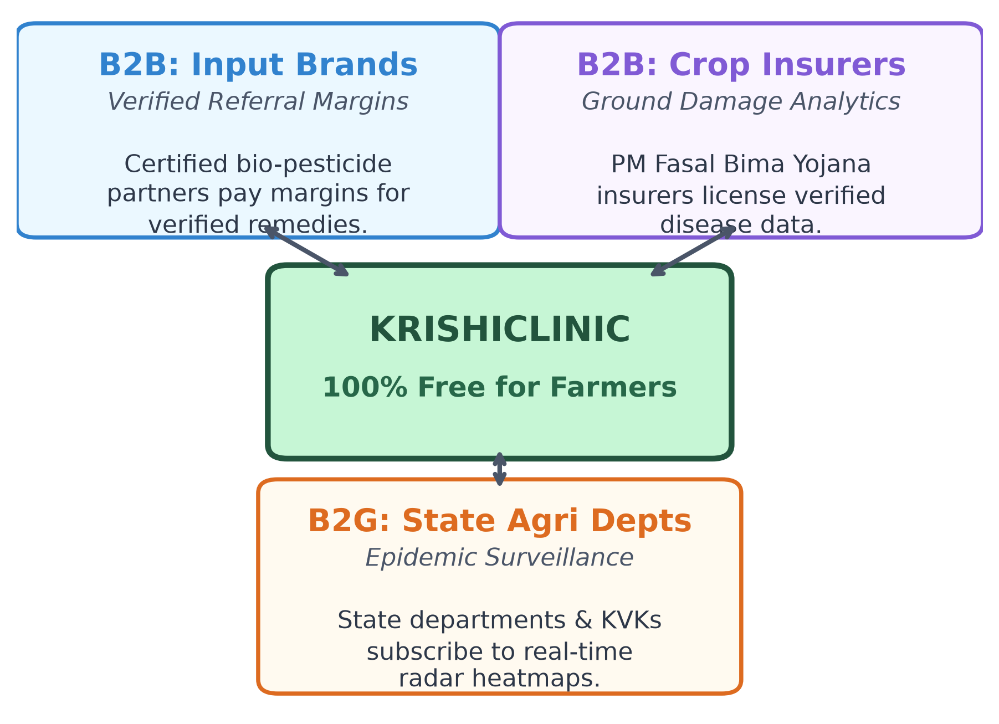 B2B: Input Brands
Verified Referral Margins
Certified bio-pesticide
partners pay margins for
verified remedies.
B2B: Crop Insurers
Ground Damage Analytics
PM Fasal Bima Yojana
insurers license verified
disease data.
KRISHICLINIC
100% Free for Farmers
B2G: State Agri Depts
Epidemic Surveillance
State departments & KVKs
subscribe to real-time
radar heatmaps.